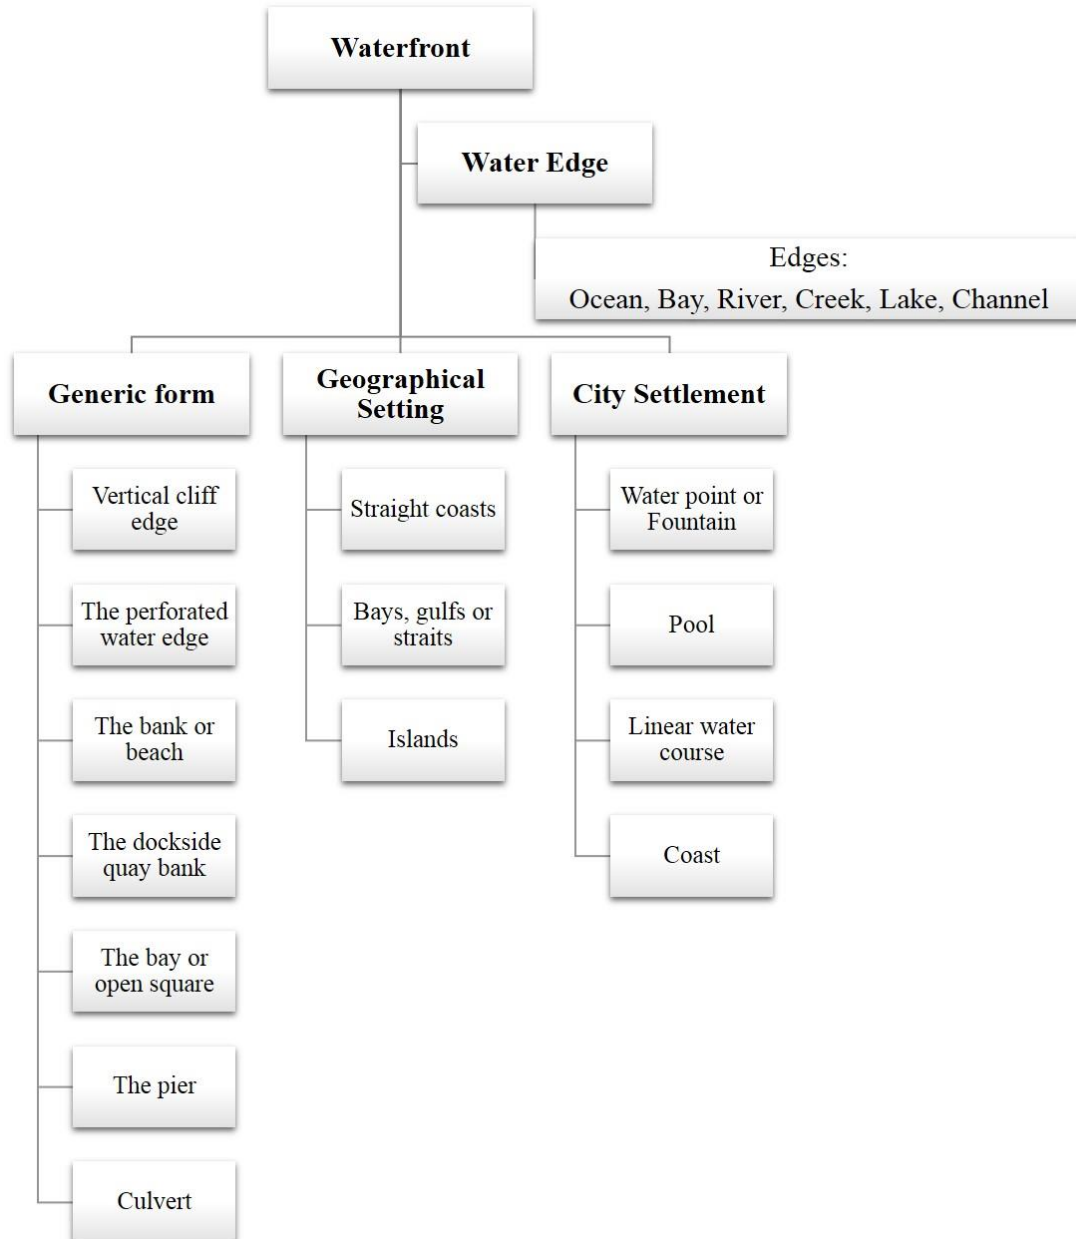 Waterfront
Water Edge
Edges:
Ocean, Bay, River, Creek, Lake, Channel
Generic form
Geographical
Setting
City Settlement
Vertical cliff
edge
The perforated
water edge
The bank or
beach
The dockside
quay bank
The bay or
open square
The pier
Culvert
Straight coasts
Bays, gulfs or
straits
Islands
Water point or
Fountain
Pool
Linear water
course
Coast